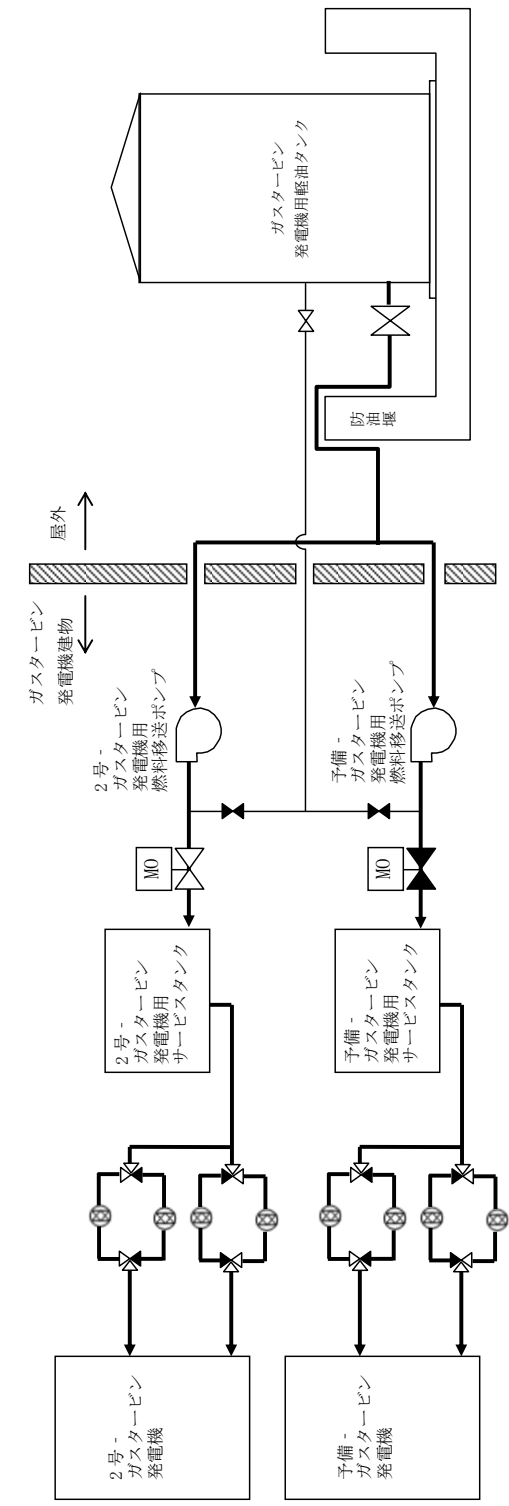 ガスタービン
発電機用軽油タンク
防
油
堰
屋外
ガスタービン
発電機建物
2号-
ガスタービン
発電機用
燃料移送ポンプ
予備-
ガスタービン
発電機用
燃料移送ポンプ
MO
MO
2号-
ガスタービン
発電機用
サービスタンク
予備-
ガスタービン
発電機用
サービスタンク
2号-
ガスタービン
発電機
予備-
ガスタービン
発電機